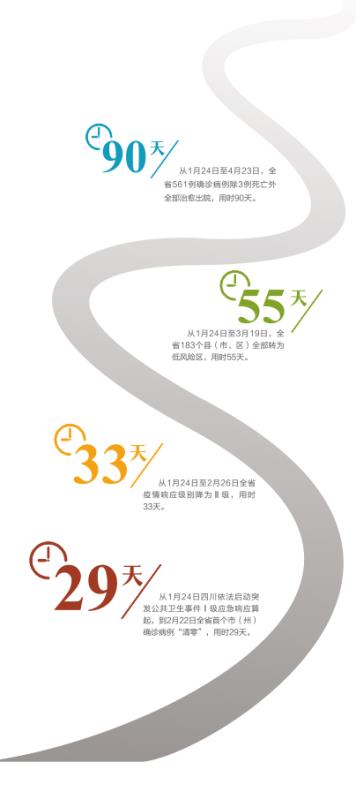 90天
从1月24日至4月23日，全
省561例确诊病例除3例死亡外
全部治愈出院，用时90天。
55天
从1月24日至3月19日，全
省183个县（市、区）全部转为
低风险区，用时55天。
33天
从1月24日至2月26日全省
疫情响应级别降为Ⅱ级，用时
33天。
29天
从1月24日四川依法启动突
发公共卫生事件Ⅰ级应急响应算
起，到2月22日全省首个市（州）
确诊病例“清零”，用时29天。